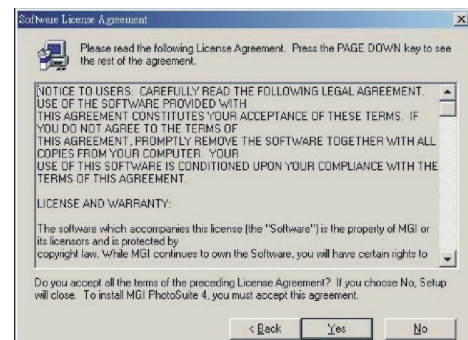 Software License Agreement
Please read the following License Agreement. Press the PAGE DOWN key to see
the rest of the agreement.
NOTICE TO USERS: CAREFULLY READ THE FOLLOWING LEGAL AGREEMENT.
USE OF THE SOFTWARE PROVIDED WITH
THIS AGREEMENT CONSTITUTES YOUR ACCEPTANCE OF THESE TERMS. IF
YOU DO NOT AGREE TO THE TERMS OF
THIS AGREEMENT, PROMPTLY REMOVE THE SOFTWARE TOGETHER WITH ALL
COPIES FROM YOUR COMPUTER. YOUR
USE OF THIS SOFTWARE IS CONDITIONED UPON YOUR COMPLIANCE WITH THE
TERMS OF THIS AGREEMENT.
LICENSE AND WARRANTY:
The software which accompanies this license (the "Software") is the property of MGI or
its licensors and is protected by
copyright law. While MGI continues to own the Software, you will have certain rights to
Do you accept all the terms of the preceding License Agreement? If you choose No, Setup
will close. To install MGI PhotoSuite 4, you must accept this agreement.
< Back Yes No